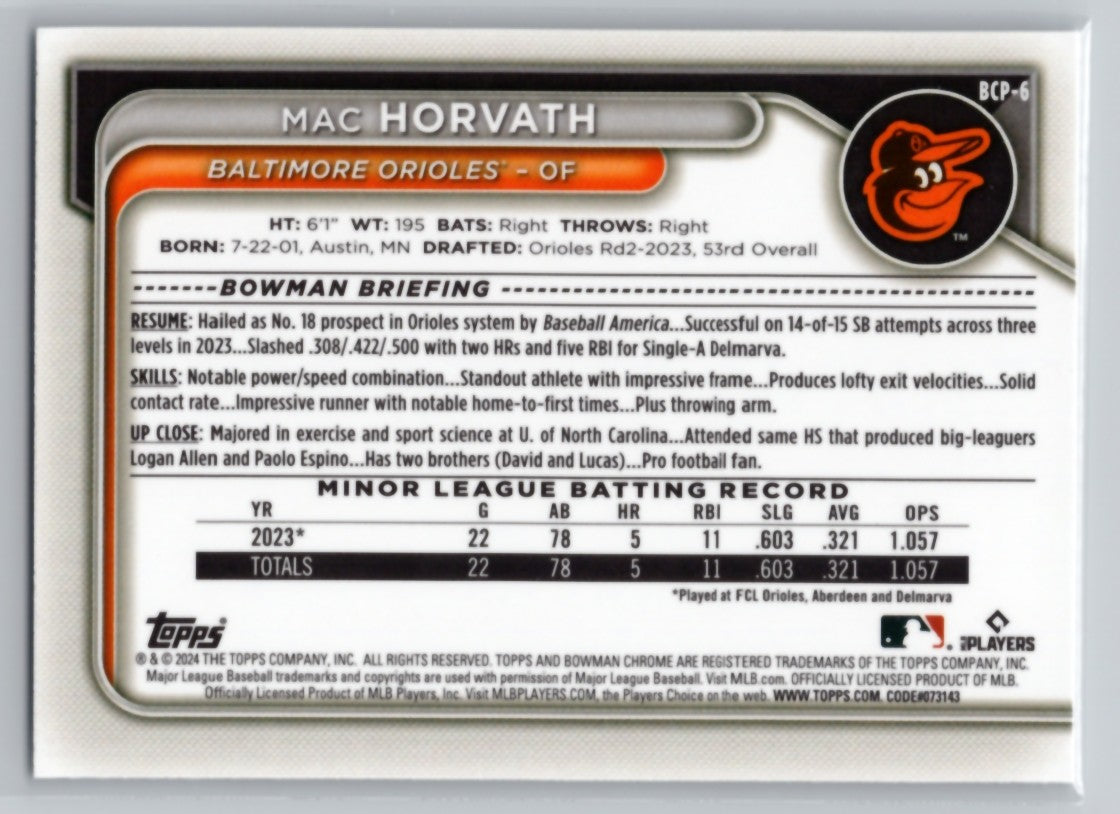 BCP-6
MAC HORVATH
BALTIMORE ORIOLES™ - OF
HT: 6'1" WT: 195 BATS: Right THROWS: Right
BORN: 7-22-01, Austin, MN DRAFTED: Orioles Rd2-2023, 53rd Overall
TM
BOWMAN BRIEFING
RESUME: Hailed as No. 18 prospect in Orioles system by Baseball America...Successful on 14-of-15 SB attempts across three
levels in 2023...Slashed .308/.422/.500 with two HRs and five RBI for Single-A Delmarva.
SKILLS: Notable power/speed combination...Standout athlete with impressive frame...Produces lofty exit velocities...Solid
contact rate...Impressive runner with notable home-to-first times...Plus throwing arm.
UP CLOSE: Majored in exercise and sport science at U. of North Carolina...Attended same HS that produced big-leaguers
Logan Allen and Paolo Espino...Has two brothers (David and Lucas)...Pro football fan.
MINOR LEAGUE BATTING RECORD
YR G AB HR RBI SLG AVG OPS
2023* 22 78 5 11 .603 .321 1.057
TOTALS 22 78 5 11 .603 .321 1.057
*Played at FCL Orioles, Aberdeen and Delmarva
Topps® MLB PLAYERS
® & © 2024 THE TOPPS COMPANY, INC. ALL RIGHTS RESERVED. TOPPS AND BOWMAN CHROME ARE REGISTERED TRADEMARKS OF THE TOPPS COMPANY, INC.
Major League Baseball trademarks and copyrights are used with permission of Major League Baseball. Visit MLB.com. OFFICIALLY LICENSED PRODUCT OF MLB.
Officially Licensed Product of MLB Players, Inc. Visit MLBPLAYERS.COM, the Players Choice on the web. WWW.TOPPS.COM. CODE#073143